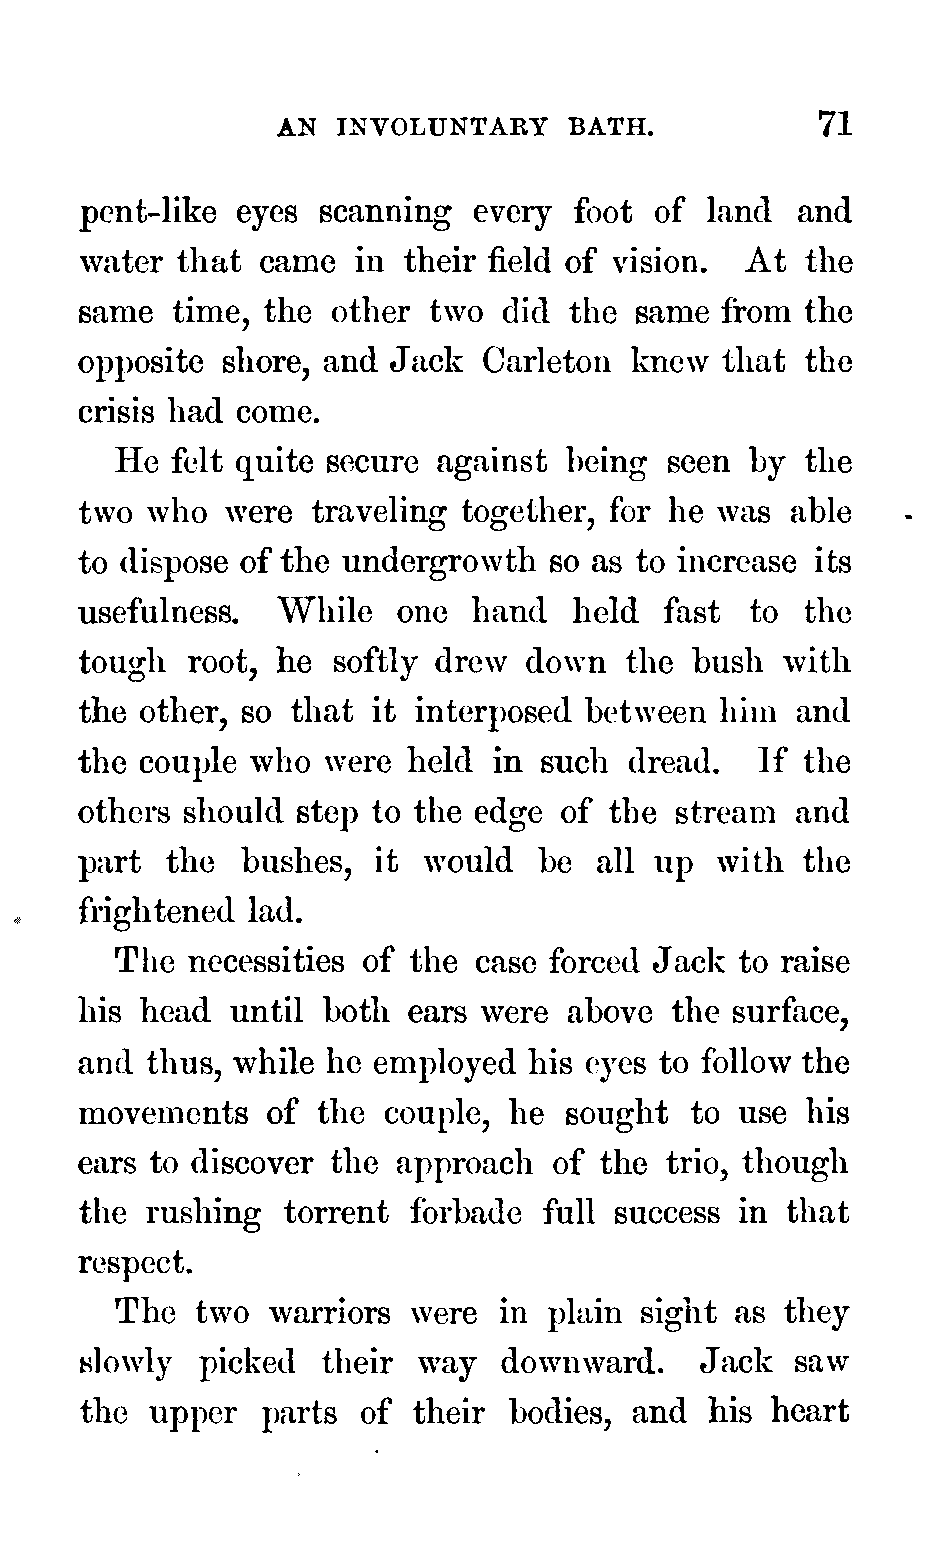 AN INVOLUNTARY BATH. 71
pent-like eyes scanning every foot of land and
water that came in their field of vision. At the
same time, the other two did the same from the
opposite shore, and Jack Carleton knew that the
crisis had come.
He felt quite secure against being seen by the
two who were traveling together, for he was able
to dispose of the undergrowth so as to increase its
usefulness. While one hand held fast to the
tough root, he softly drew down the bush with
the other, so that it interposed between him and
the couple who were held in such dread. If the
others should step to the edge of the stream and
part the bushes, it would be all up with the
frightened lad.
The necessities of the case forced Jack to raise
his head until both ears were above the surface,
and thus, while he employed his eyes to follow the
movements of the couple, he sought to use his
ears to discover the approach of the trio, though
the rushing torrent forbade full success in that
respect.
The two warriors were in plain sight as they
slowly picked their way downward. Jack saw
the upper parts of their bodies, and his heart